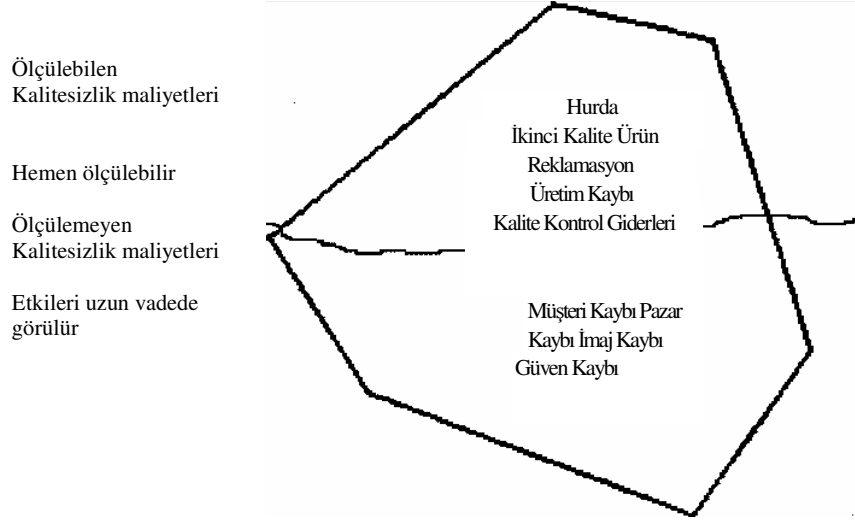 Ölçülebilen
Kalitesizlik maliyetleri
Hemen ölçülebilir
Ölçülemeyen
Kalitesizlik maliyetleri
Etkileri uzun vadede
görülür
Hurda
İkinci Kalite Ürün
Reklamasyon
Üretim Kaybı
Kalite Kontrol Giderleri
Müşteri Kaybı Pazar
Kaybı İmaj Kaybı
Güven Kaybı